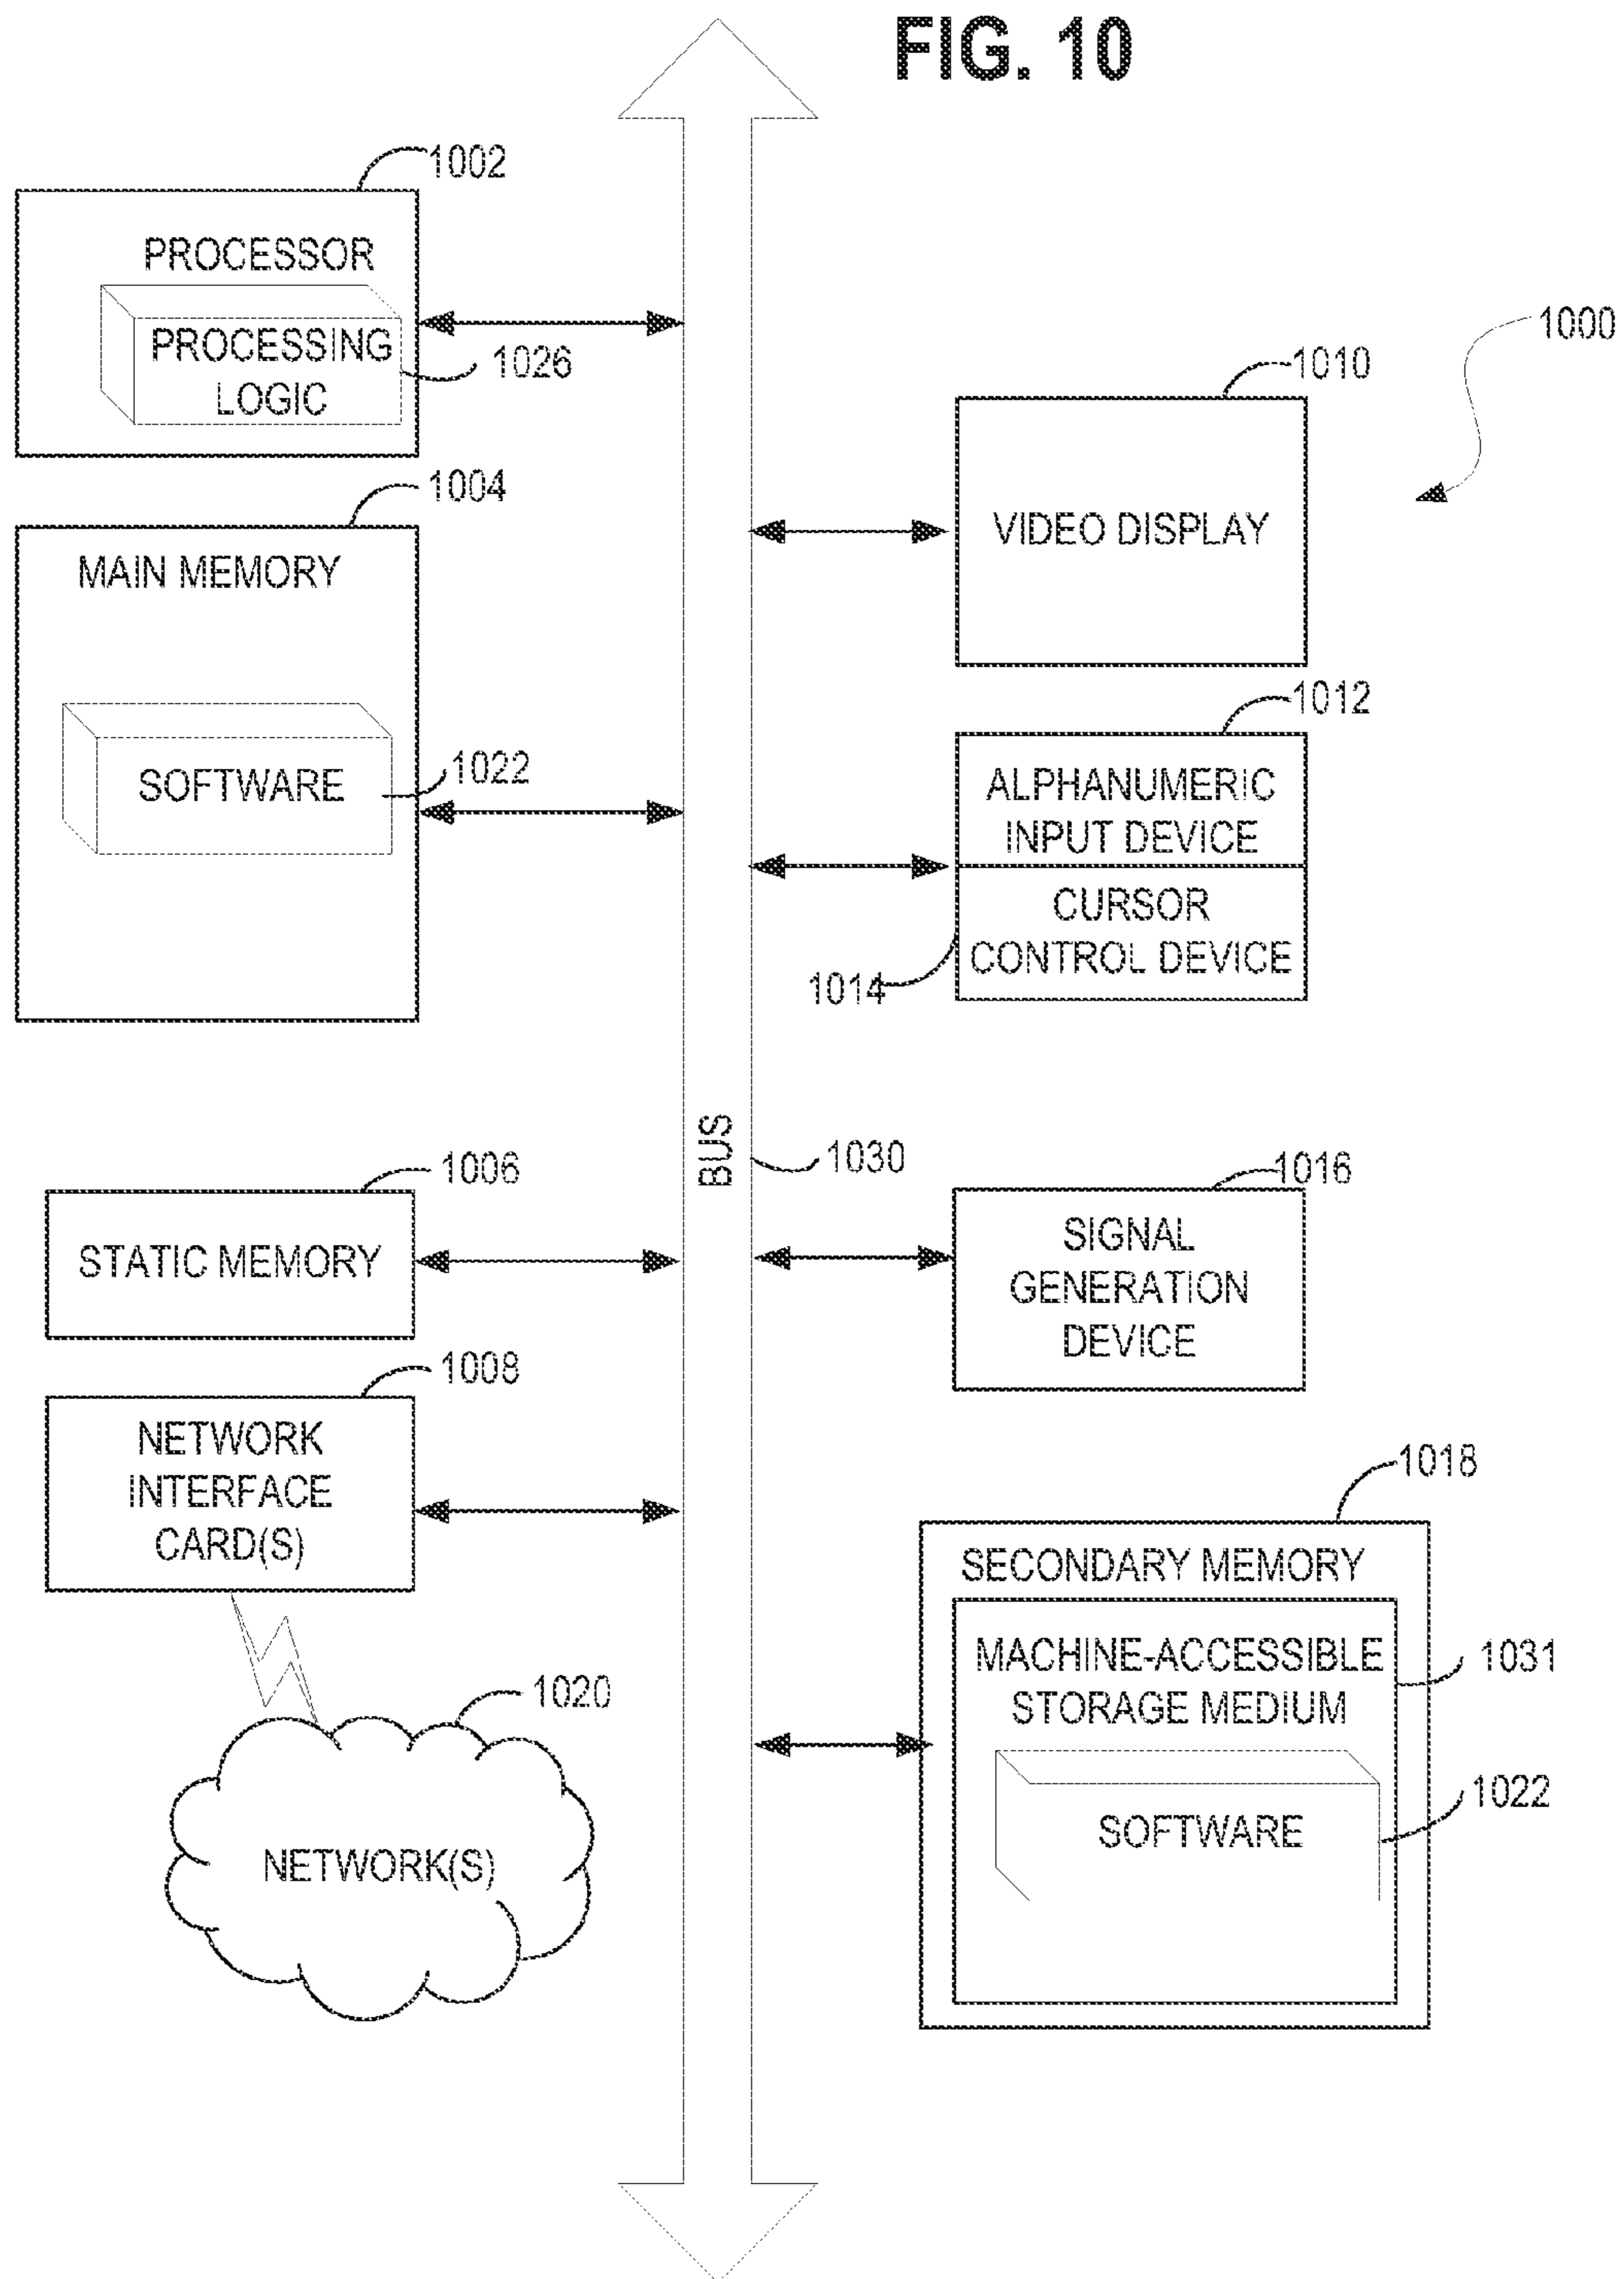 FIG. 10
1002
PROCESSOR
PROCESSING
LOGIC
1026
1004
MAIN MEMORY
SOFTWARE
1022
1006
STATIC MEMORY
1008
NETWORK
INTERFACE
CARD(S)
1020
NETWORK(S)
BUS
1030
1000
1010
VIDEO DISPLAY
1012
ALPHANUMERIC
INPUT DEVICE
CURSOR
CONTROL DEVICE
1014
1016
SIGNAL
GENERATION
DEVICE
1018
SECONDARY MEMORY
MACHINE-ACCESSIBLE
STORAGE MEDIUM
1031
SOFTWARE
1022